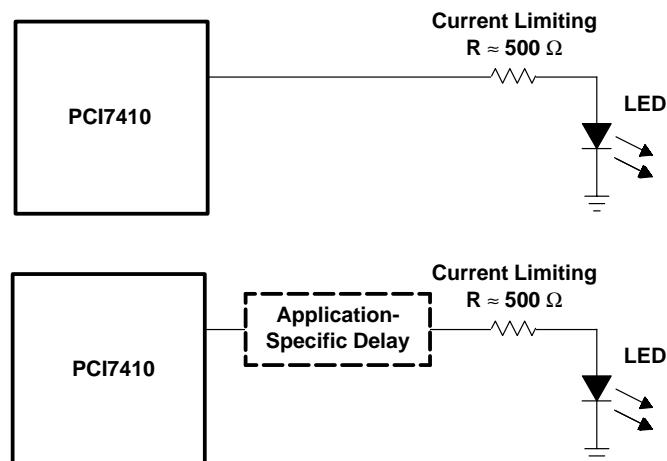 Current Limiting
R ≈ 500 Ω
LED
PCI7410
Current Limiting
R ≈ 500 Ω
Application-
Specific Delay
LED
PCI7410